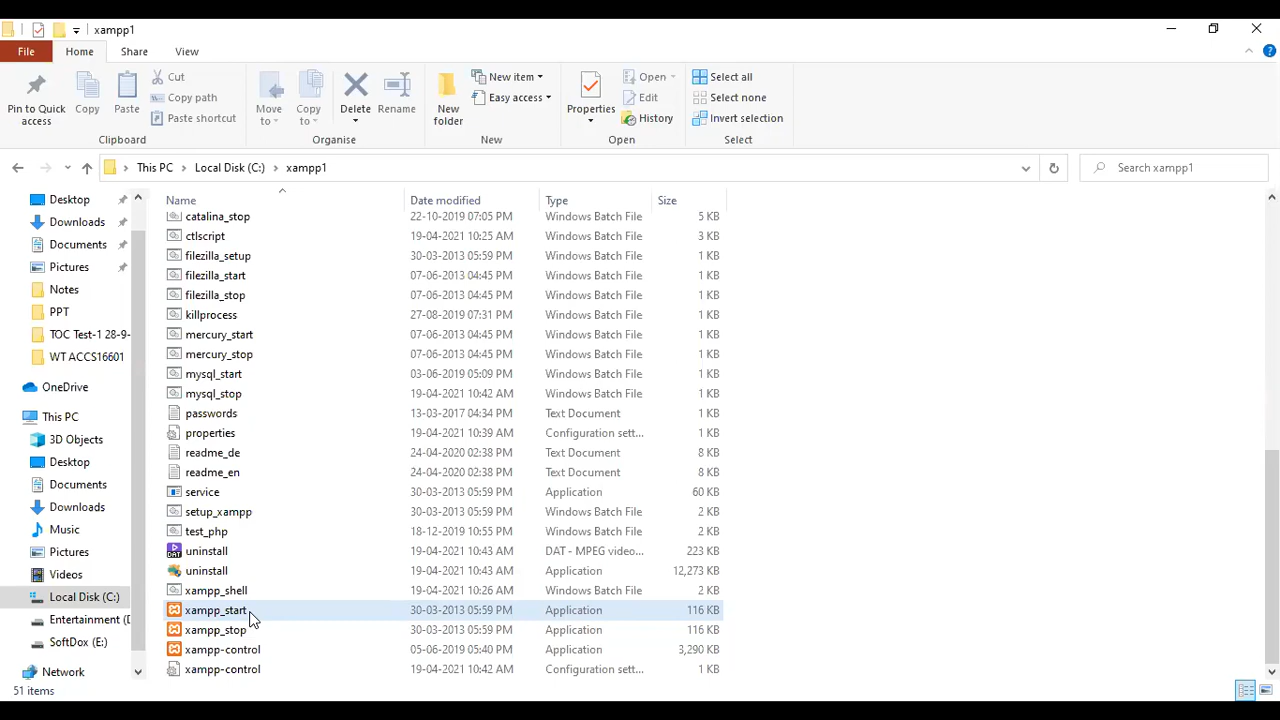 xampp1
File Home Share View
Pin to Quick access
Copy
Paste
Cut
Copy path
Paste shortcut
Clipboard
Move to
Copy to
Delete
Rename
Organise
New folder
New item
Easy access
New
Properties
Open
Edit
History
Open
Select all
Select none
Invert selection
Select
This PC Local Disk (C:) xampp1
Search xampp1
Desktop
Downloads
Documents
Pictures
Notes
PPT
TOC Test-1 28-9-
WT ACCS16601
OneDrive
This PC
3D Objects
Desktop
Documents
Downloads
Music
Pictures
Videos
Local Disk (C:)
Entertainment (D
SoftDox (E:)
Network
Name Date modified Type Size
catalina_stop 22-10-2019 07:05 PM Windows Batch File 5 KB
ctlscript 19-04-2021 10:25 AM Windows Batch File 3 KB
filezilla_setup 30-03-2013 05:59 PM Windows Batch File 1 KB
filezilla_start 07-06-2013 04:45 PM Windows Batch File 1 KB
filezilla_stop 07-06-2013 04:45 PM Windows Batch File 1 KB
killprocess 27-08-2019 07:31 PM Windows Batch File 1 KB
mercury_start 07-06-2013 04:45 PM Windows Batch File 1 KB
mercury_stop 07-06-2013 04:45 PM Windows Batch File 1 KB
mysql_start 03-06-2019 05:09 PM Windows Batch File 1 KB
mysql_stop 19-04-2021 10:42 AM Windows Batch File 1 KB
passwords 13-03-2017 04:34 PM Text Document 1 KB
properties 19-04-2021 10:39 AM Configuration sett... 1 KB
readme_de 24-04-2020 02:38 PM Text Document 8 KB
readme_en 24-04-2020 02:38 PM Text Document 8 KB
service 30-03-2013 05:59 PM Application 60 KB
setup_xampp 30-03-2013 05:59 PM Windows Batch File 2 KB
test_php 18-12-2019 10:55 PM Windows Batch File 2 KB
uninstall 19-04-2021 10:43 AM DAT - MPEG video... 223 KB
uninstall 19-04-2021 10:43 AM Application 12,273 KB
xampp_shell 19-04-2021 10:26 AM Windows Batch File 2 KB
xampp_start 30-03-2013 05:59 PM Application 116 KB
xampp_stop 30-03-2013 05:59 PM Application 116 KB
xampp-control 05-06-2019 05:40 PM Application 3,290 KB
xampp-control 19-04-2021 10:42 AM Configuration sett... 1 KB
51 items